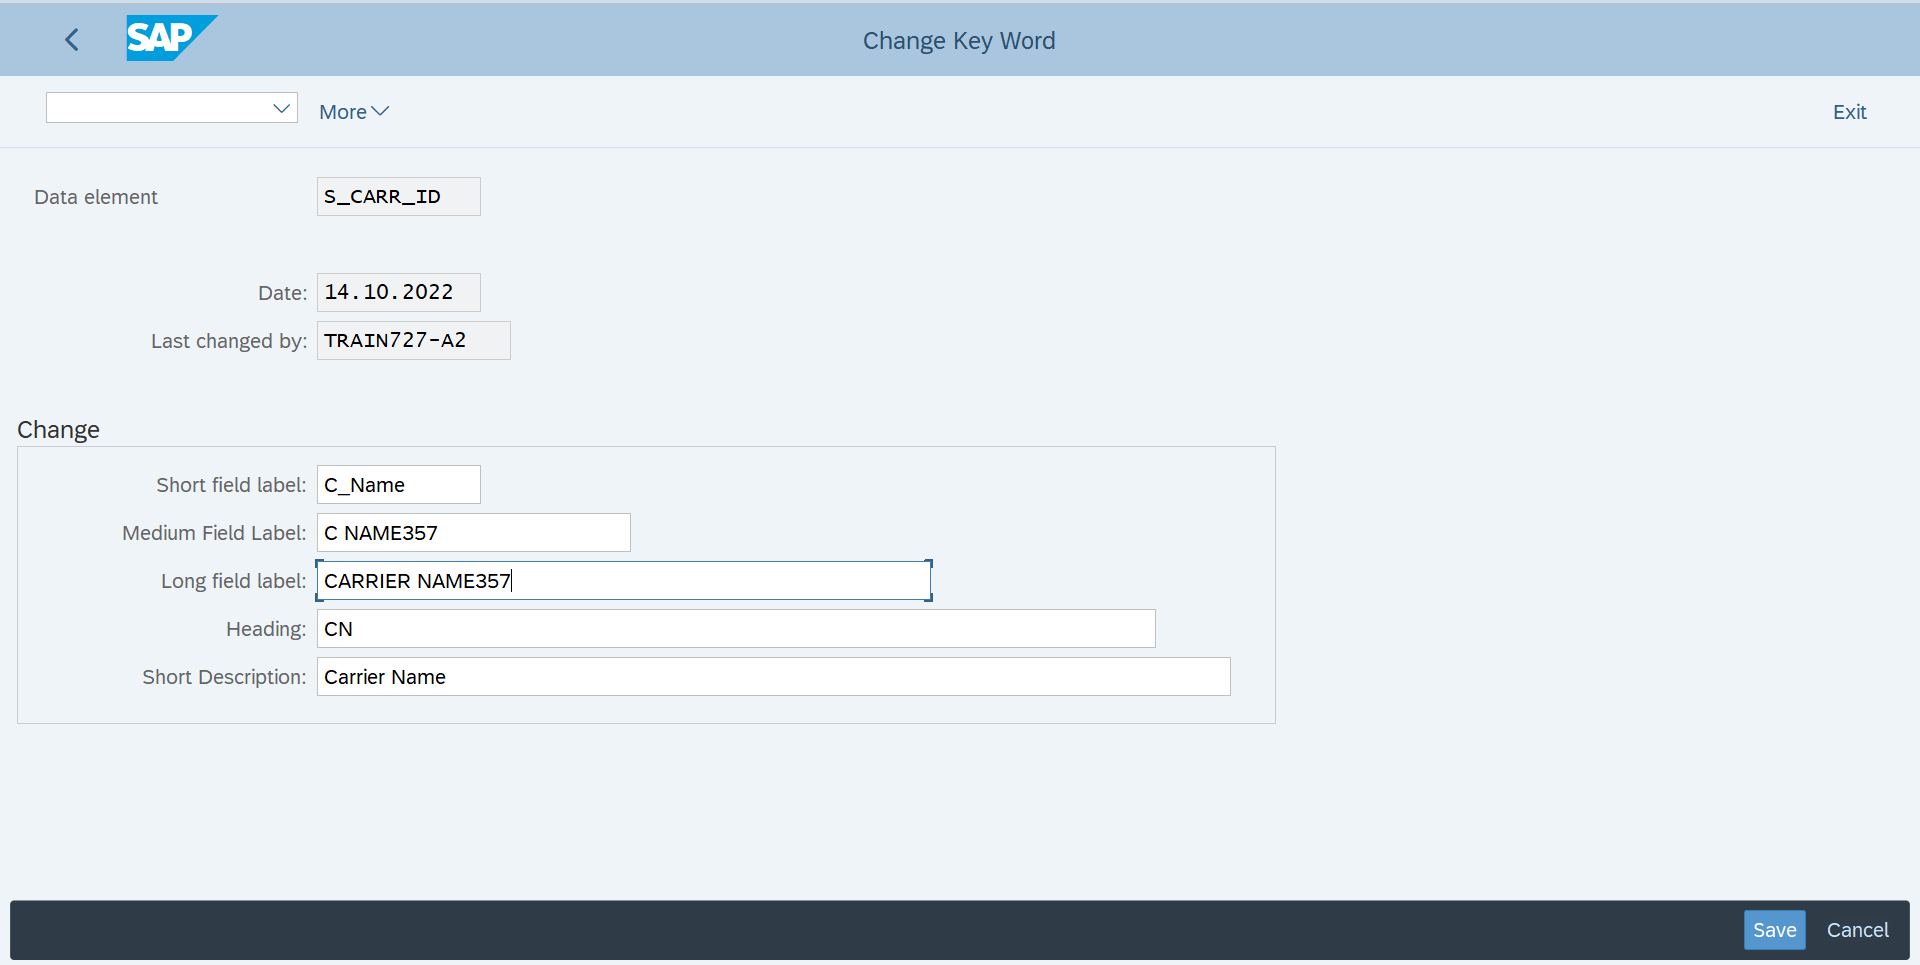 SAP
Change Key Word
More
Exit
Data element S_CARR_ID
Date: 14.10.2022
Last changed by: TRAIN727-A2
Change
Short field label: C_Name
Medium Field Label: C NAME357
Long field label: CARRIER NAME357
Heading: CN
Short Description: Carrier Name
Save Cancel